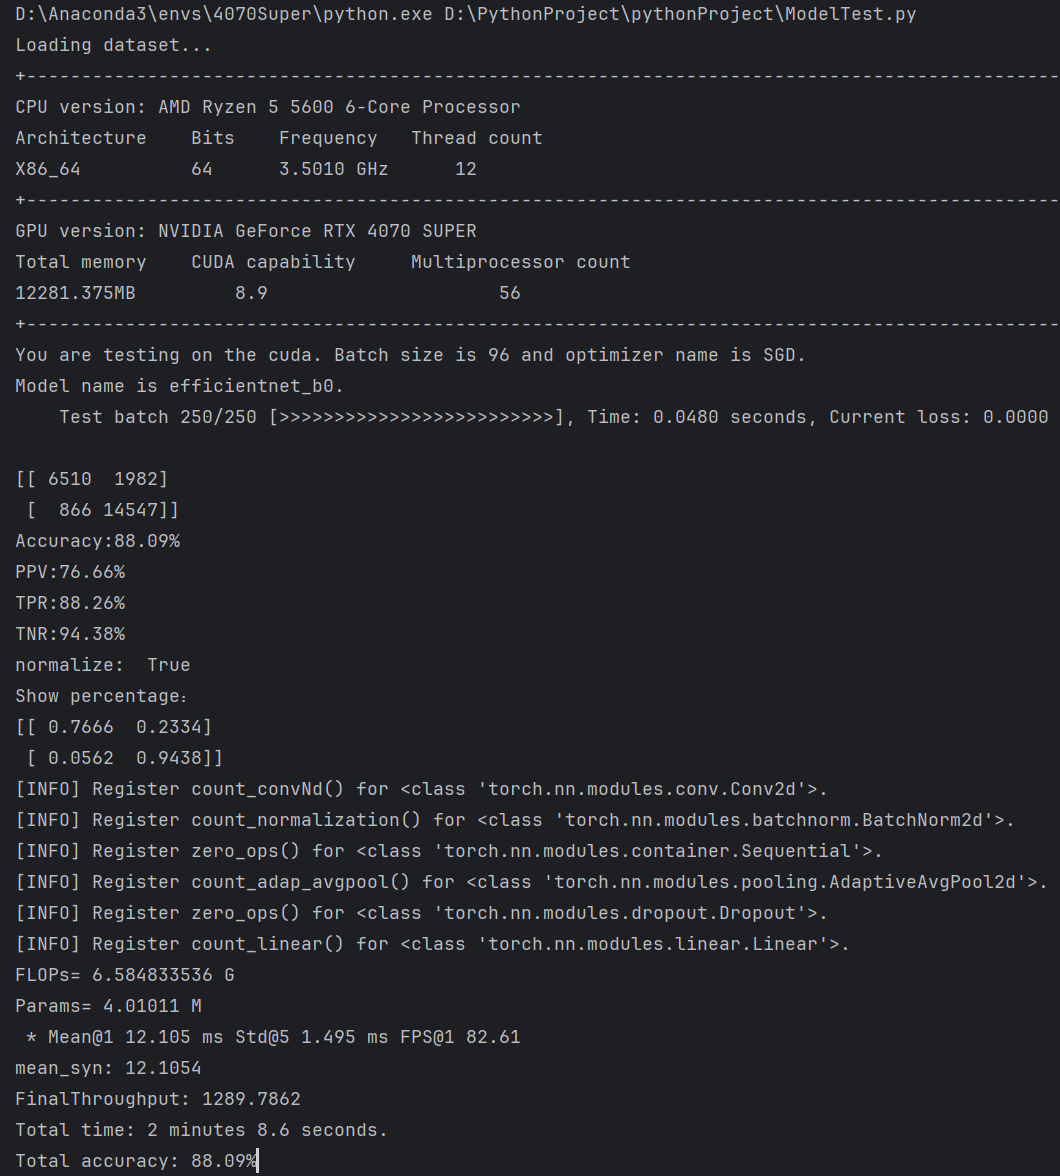 D:\Anaconda3\envs\4070Super\python.exe D:\PythonProject\pythonProject\ModelTest.py
Loading dataset...
+----------------------------------------------------------------------------------------------
CPU version: AMD Ryzen 5 5600 6-Core Processor
Architecture    Bits    Frequency   Thread count
X86_64          64      3.5010 GHz      12
+----------------------------------------------------------------------------------------------
GPU version: NVIDIA GeForce RTX 4070 SUPER
Total memory    CUDA capability     Multiprocessor count
12281.375MB         8.9                     56
+----------------------------------------------------------------------------------------------
You are testing on the cuda. Batch size is 96 and optimizer name is SGD.
Model name is efficientnet_b0.
    Test batch 250/250 [>>>>>>>>>>>>>>>>>>>>>>>>>], Time: 0.0480 seconds, Current loss: 0.0000
[[ 6510  1982]
 [  866 14547]]
Accuracy:88.09%
PPV:76.66%
TPR:88.26%
TNR:94.38%
normalize:  True
Show percentage：
[[ 0.7666  0.2334]
 [ 0.0562  0.9438]]
[INFO] Register count_convNd() for <class 'torch.nn.modules.conv.Conv2d'>.
[INFO] Register count_normalization() for <class 'torch.nn.modules.batchnorm.BatchNorm2d'>.
[INFO] Register zero_ops() for <class 'torch.nn.modules.container.Sequential'>.
[INFO] Register count_adap_avgpool() for <class 'torch.nn.modules.pooling.AdaptiveAvgPool2d'>.
[INFO] Register zero_ops() for <class 'torch.nn.modules.dropout.Dropout'>.
[INFO] Register count_linear() for <class 'torch.nn.modules.linear.Linear'>.
FLOPs= 6.584833536 G
Params= 4.01011 M
 * Mean@1 12.105 ms Std@5 1.495 ms FPS@1 82.61
mean_syn: 12.1054
FinalThroughput: 1289.7862
Total time: 2 minutes 8.6 seconds.
Total accuracy: 88.09%